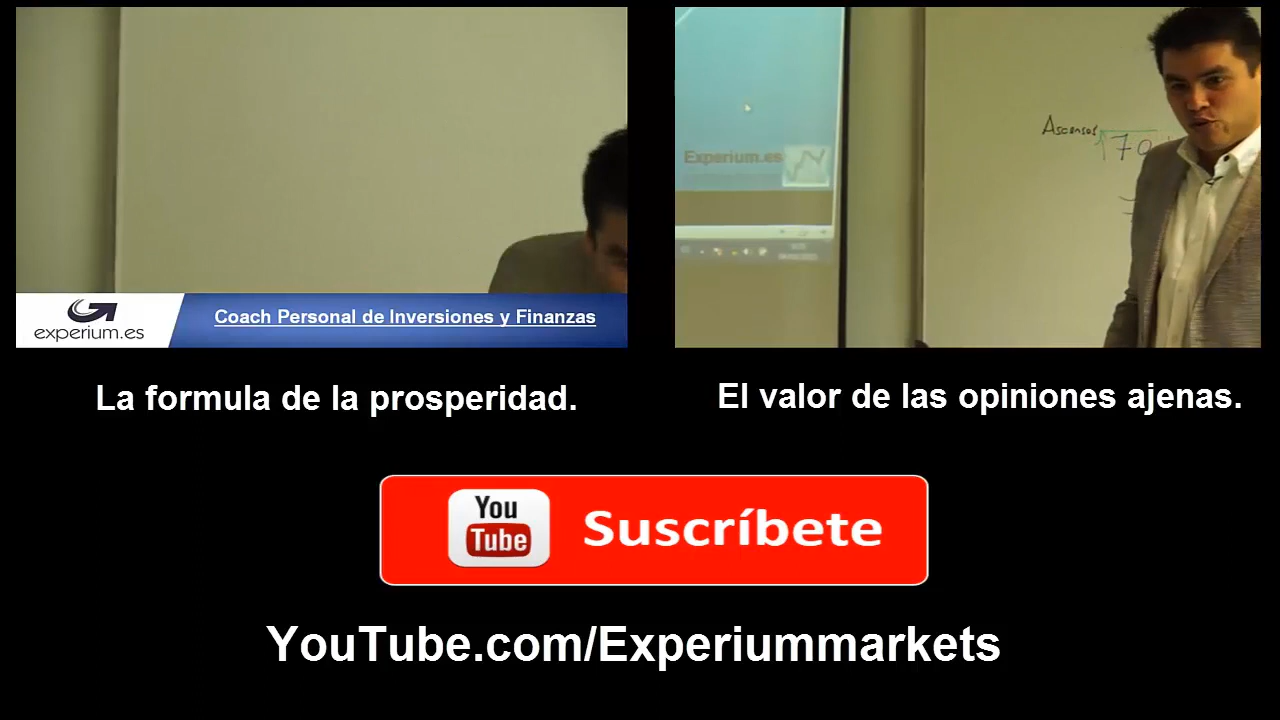 Experium.es
Ascensos
70
experium.es
Coach Personal de Inversiones y Finanzas
La formula de la prosperidad.
El valor de las opiniones ajenas.
You
Tube
Suscríbete
YouTube.com/Experiummarkets